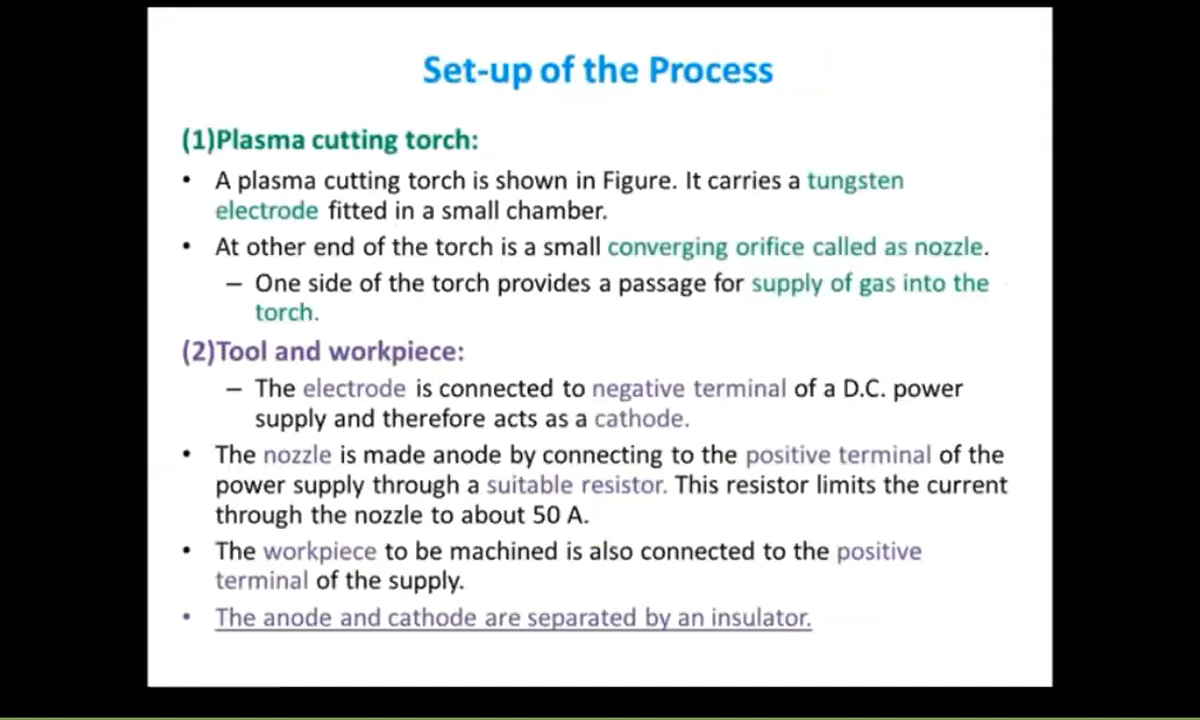 Set-up of the Process
(1)Plasma cutting torch:
• A plasma cutting torch is shown in Figure. It carries a tungsten
electrode fitted in a small chamber.
• At other end of the torch is a small converging orifice called as nozzle.
– One side of the torch provides a passage for supply of gas into the
torch.
(2)Tool and workpiece:
– The electrode is connected to negative terminal of a D.C. power
supply and therefore acts as a cathode.
• The nozzle is made anode by connecting to the positive terminal of the
power supply through a suitable resistor. This resistor limits the current
through the nozzle to about 50 A.
• The workpiece to be machined is also connected to the positive
terminal of the supply.
• The anode and cathode are separated by an insulator.